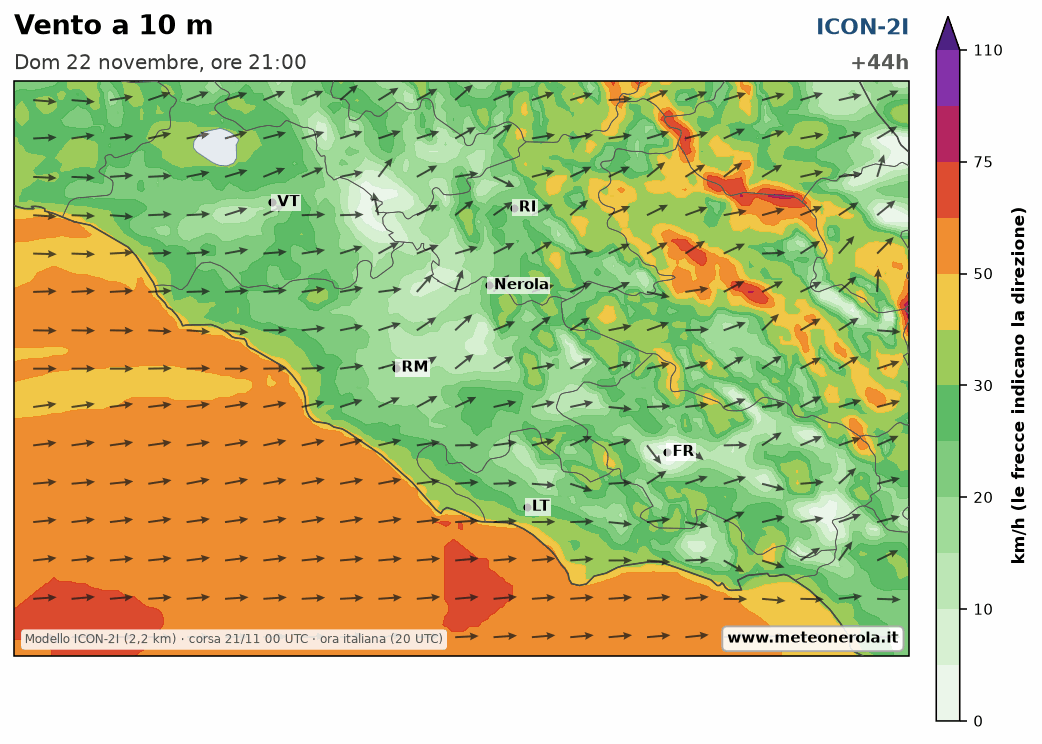 Vento a 10 m
ICON-2I
Dom 22 novembre, ore 21:00
+44h
110
75
50
30
20
10
0
km/h (le frecce indicano la direzione)
VT
RI
Nerola
RM
FR
LT
Modello ICON-2I (2,2 km) · corsa 21/11 00 UTC · ora italiana (20 UTC)
www.meteonerola.it